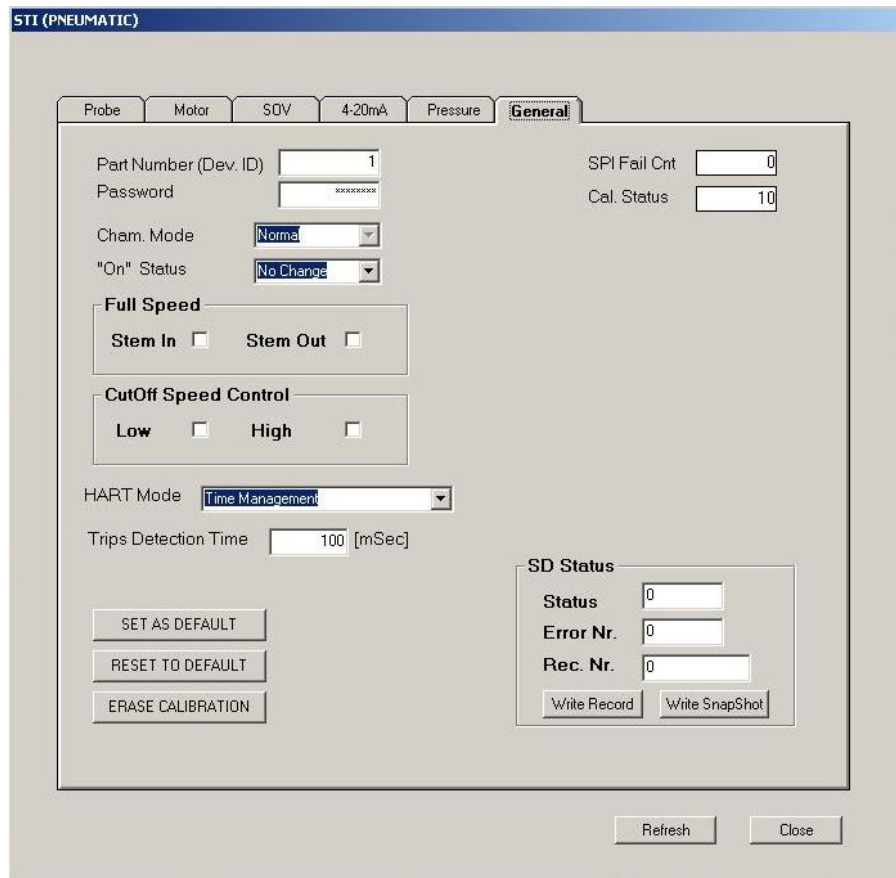 STI (PNEUMATIC)
Probe Motor SOV 4-20mA Pressure General
Part Number (Dev. ID) 1
SPI Fail Cnt 0
Password xxxxxxxx
Cal. Status 10
Cham. Mode Normal
"On" Status No Change
Full Speed
Stem In Stem Out
CutOff Speed Control
Low High
HART Mode Time Management
Trips Detection Time 100 [mSec]
SD Status
Status 0
SET AS DEFAULT
Error Nr. 0
RESET TO DEFAULT
Rec. Nr. 0
ERASE CALIBRATION
Write Record Write SnapShot
Refresh Close